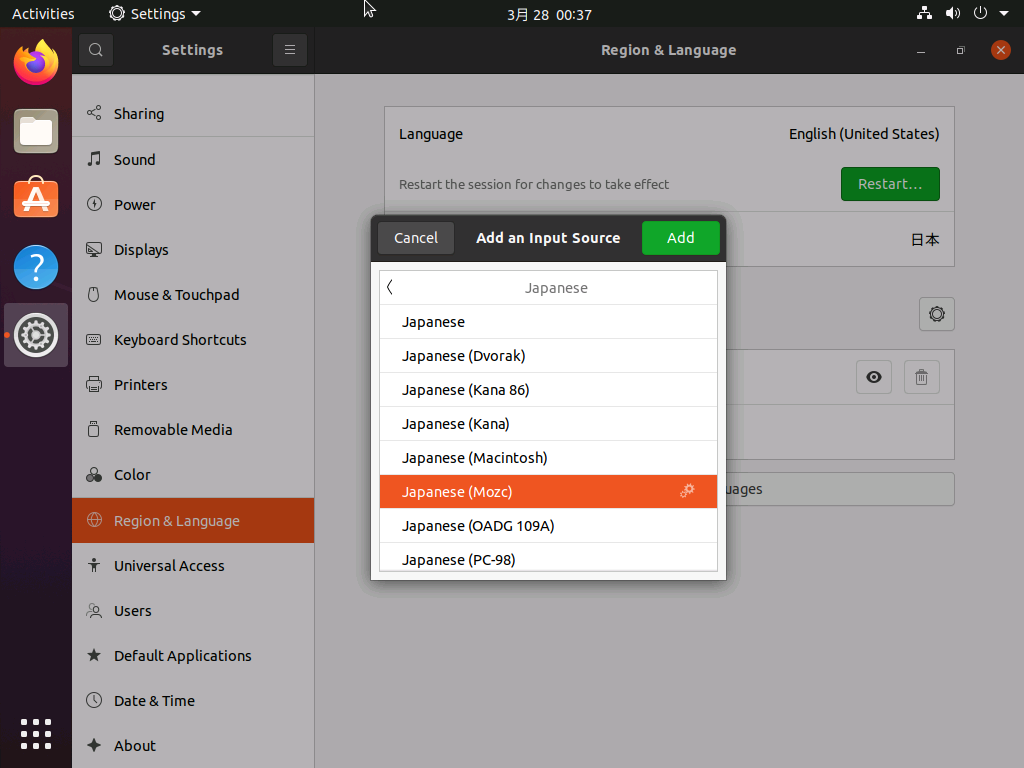 Activities
Settings
3月 28 00:37
Settings
Region & Language
Sharing
Sound
Power
Displays
Mouse & Touchpad
Keyboard Shortcuts
Printers
Removable Media
Color
Region & Language
Universal Access
Users
Default Applications
Date & Time
About
Language
English (United States)
Restart the session for changes to take effect
Restart…
日本
Cancel
Add an Input Source
Add
Japanese
Japanese
Japanese (Dvorak)
Japanese (Kana 86)
Japanese (Kana)
Japanese (Macintosh)
Japanese (Mozc)
Japanese (OADG 109A)
Japanese (PC-98)